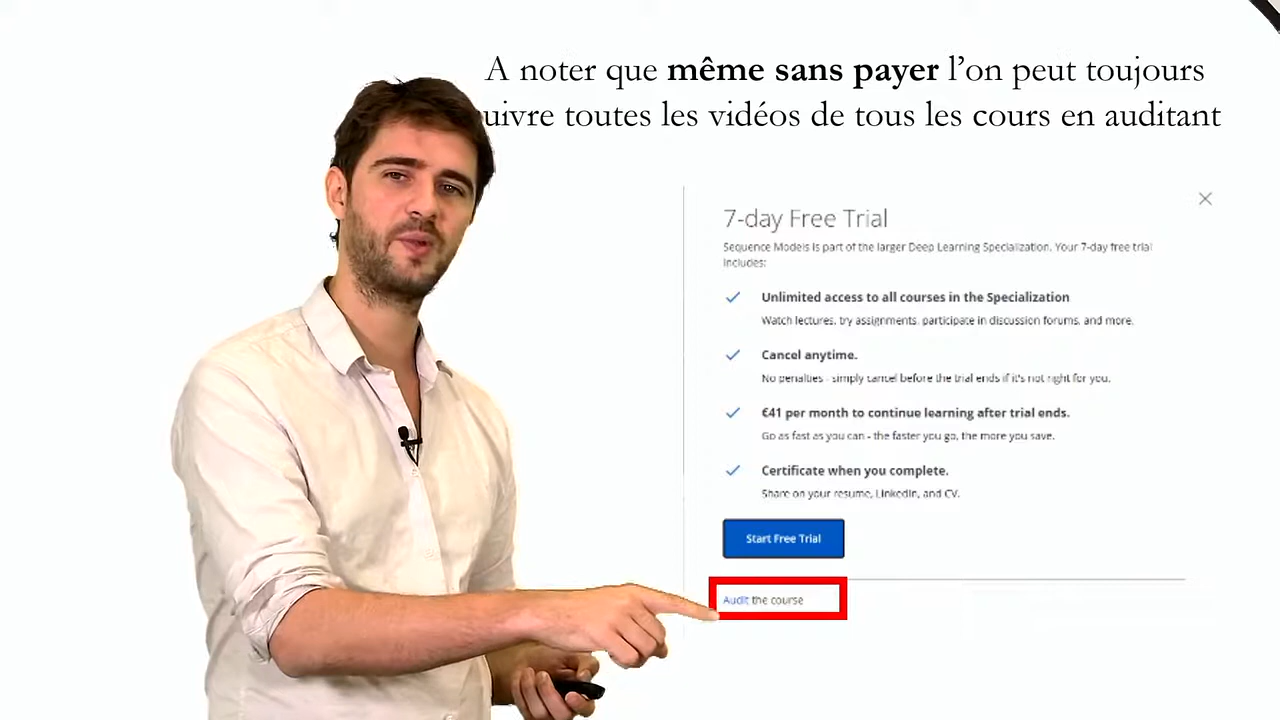 A noter que même sans payer l'on peut toujours
uivre toutes les vidéos de tous les cours en auditant
7-day Free Trial
Sequence Models is part of the larger Deep Learning Specialization. Your 7-day free trial
includes:
Unlimited access to all courses in the Specialization
Watch lectures, try assignments, participate in discussion forums, and more.
Cancel anytime.
No penalties - simply cancel before the trial ends if it's not right for you.
€41 per month to continue learning after trial ends.
Go as fast as you can - the faster you go, the more you save.
Certificate when you complete.
Share on your resume, LinkedIn, and CV.
Start Free Trial
Audit the course